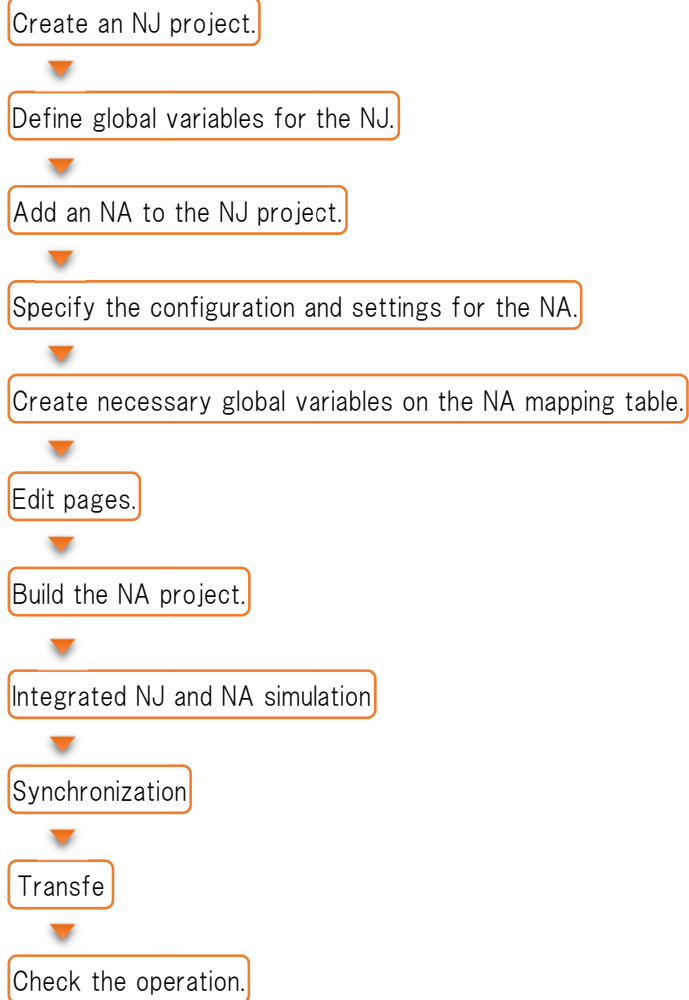 Create an NJ project.
Define global variables for the NJ.
Add an NA to the NJ project.
Specify the configuration and settings for the NA.
Create necessary global variables on the NA mapping table.
Edit pages.
Build the NA project.
Integrated NJ and NA simulation
Synchronization
Transfe
Check the operation.